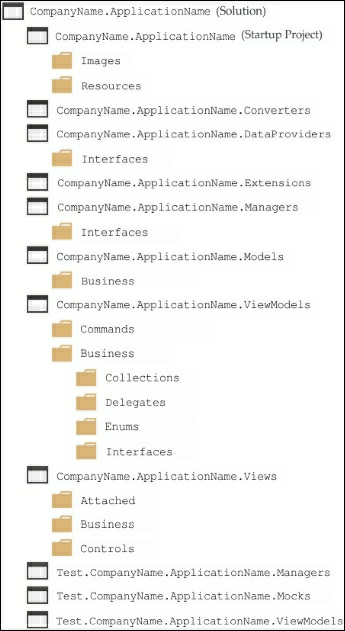 CompanyName.ApplicationName (Solution)
CompanyName.ApplicationName (Startup Project)
Images
Resources
CompanyName.ApplicationName.Converters
CompanyName.ApplicationName.DataProviders
Interfaces
CompanyName.ApplicationName.Extensions
CompanyName.ApplicationName.Managers
Interfaces
CompanyName.ApplicationName.Models
Business
CompanyName.ApplicationName.ViewModels
Commands
Business
Collections
Delegates
Enums
Interfaces
CompanyName.ApplicationName.Views
Attached
Business
Controls
Test.CompanyName.ApplicationName.Managers
Test.CompanyName.ApplicationName.Mocks
Test.CompanyName.ApplicationName.ViewModels